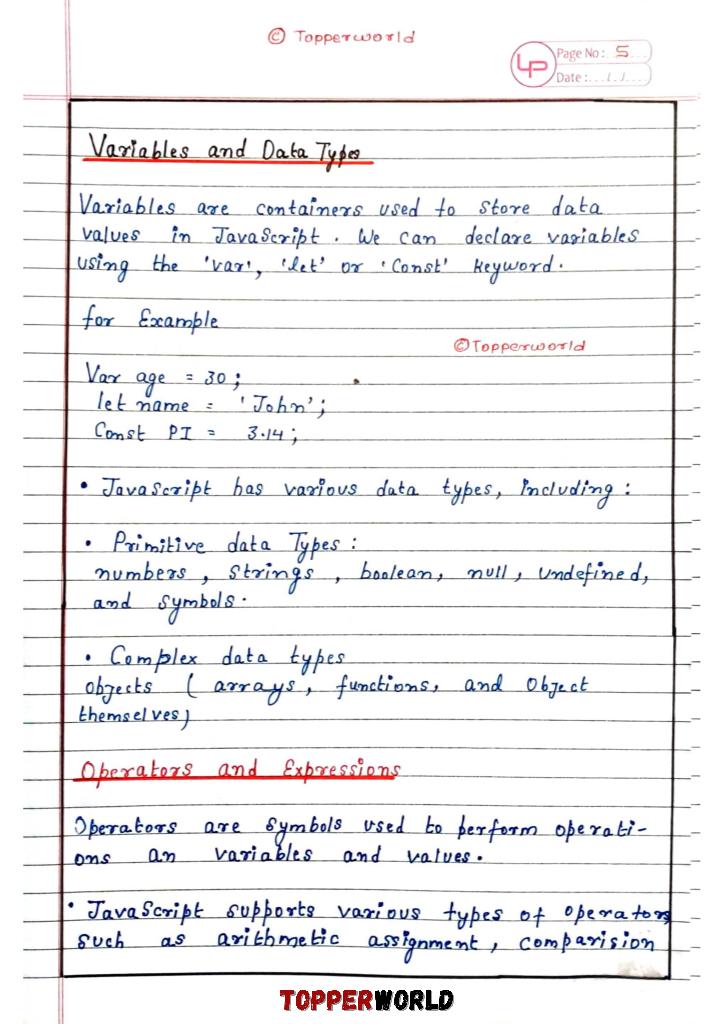 © Topperworld
LP
Page No: 5
Date: ../../...
Variables and Data Types
Variables are containers used to store data
values in JavaScript. We can declare variables
using the 'var', 'let' or 'Const' keyword.
for Example
©Topperworld
Var age = 30;
let name = 'John';
Const PI = 3.14;
• JavaScript has various data types, Including:
• Primitive data Types:
numbers, Strings, boolean, null, Undefined,
and symbols.
• Complex data types
objects (arrays, functions, and Object
themselves)
Operators and Expressions
Operators are Symbols used to perform operati-
ons an variables and values.
• JavaScript supports various types of operators
such as arithmetic assignment, comparision
TOPPERWORLD